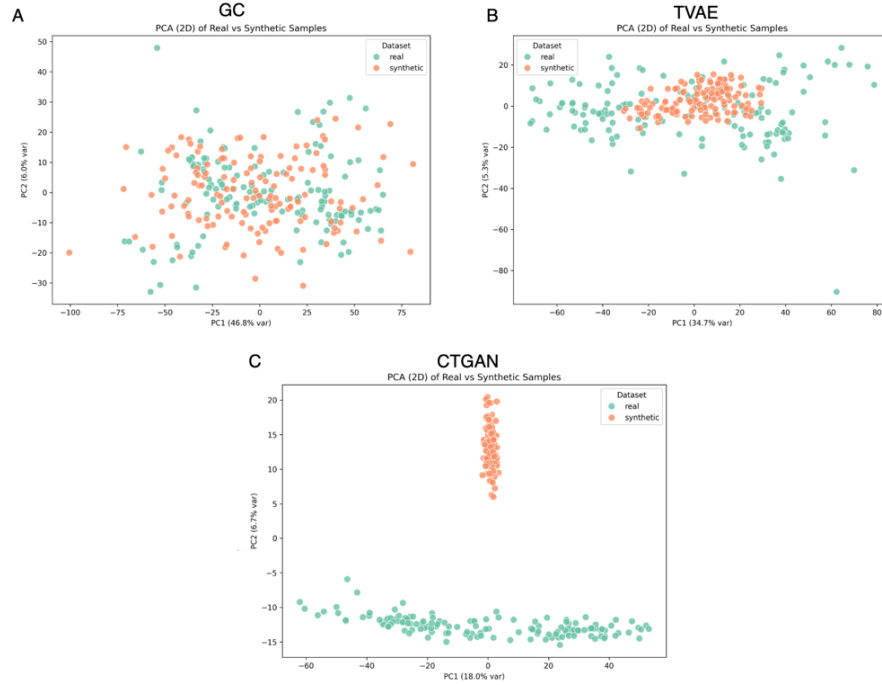 A
GC
PCA (2D) of Real vs Synthetic Samples
Dataset
real
synthetic
PC2 (6.0% var)
50
40
30
20
10
0
−10
−20
−30
−100
−75
−50
−25
0
25
50
75
PC1 (46.8% var)
B
TVAE
PCA (2D) of Real vs Synthetic Samples
Dataset
real
synthetic
PC2 (5.3% var)
20
0
−20
−40
−60
−80
−60
−40
−20
0
20
40
60
80
PC1 (34.7% var)
C
CTGAN
PCA (2D) of Real vs Synthetic Samples
Dataset
real
synthetic
PC2 (6.7% var)
20
15
10
5
0
−5
−10
−15
−60
−40
−20
0
20
40
PC1 (18.0% var)